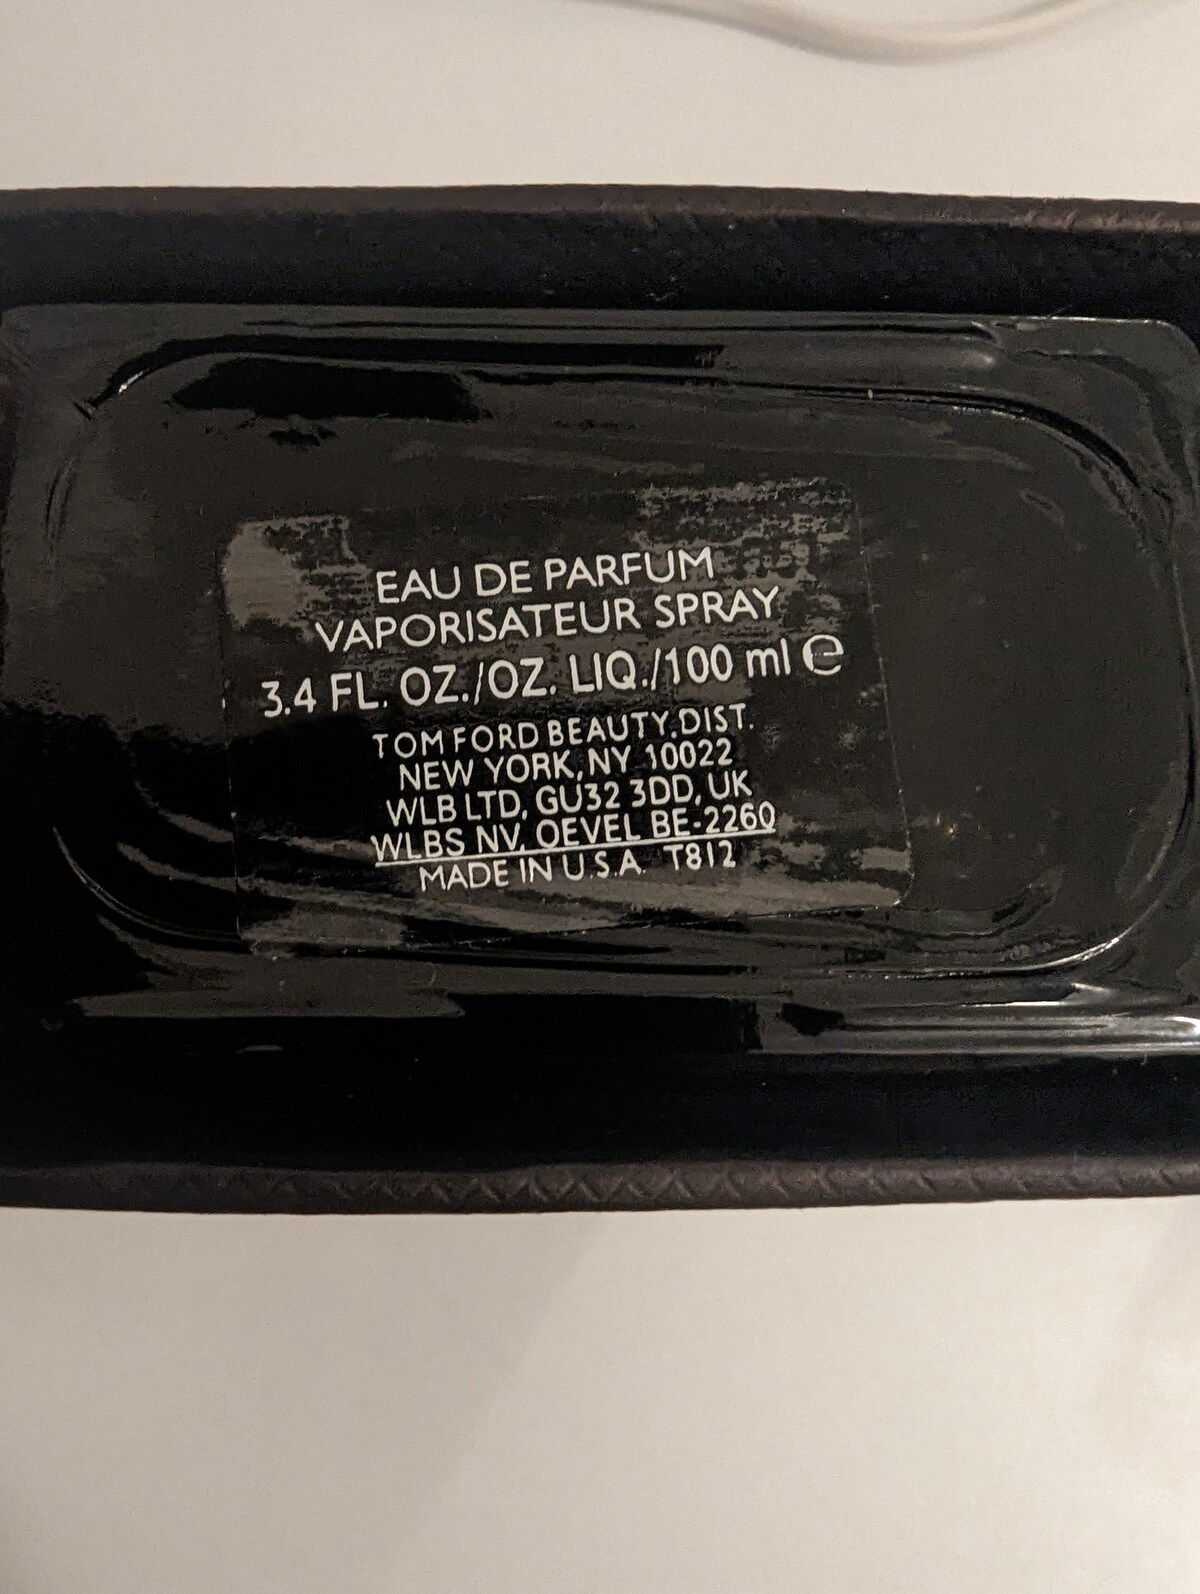 EAU DE PARFUM
VAPORISATEUR SPRAY
3.4 FL. OZ./OZ. LIQ./100 ml ℮
TOM FORD BEAUTY, DIST.
NEW YORK, NY 10022
WLB LTD, GU32 3DD, UK
WLBS NV, OEVEL BE-2260
MADE IN U.S.A. T812